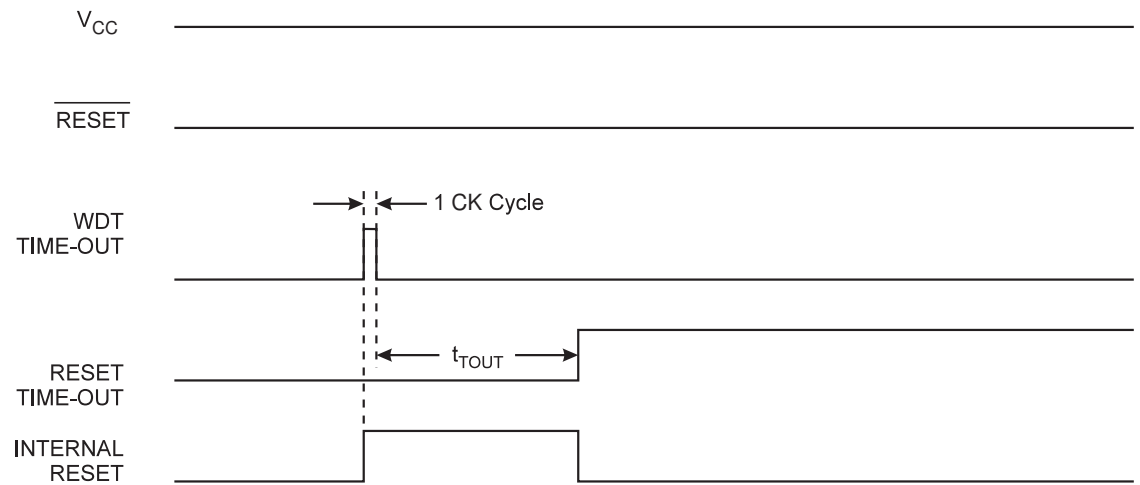 VCC
RESET
1 CK Cycle
WDT
TIME-OUT
tTOUT
RESET
TIME-OUT
INTERNAL
RESET